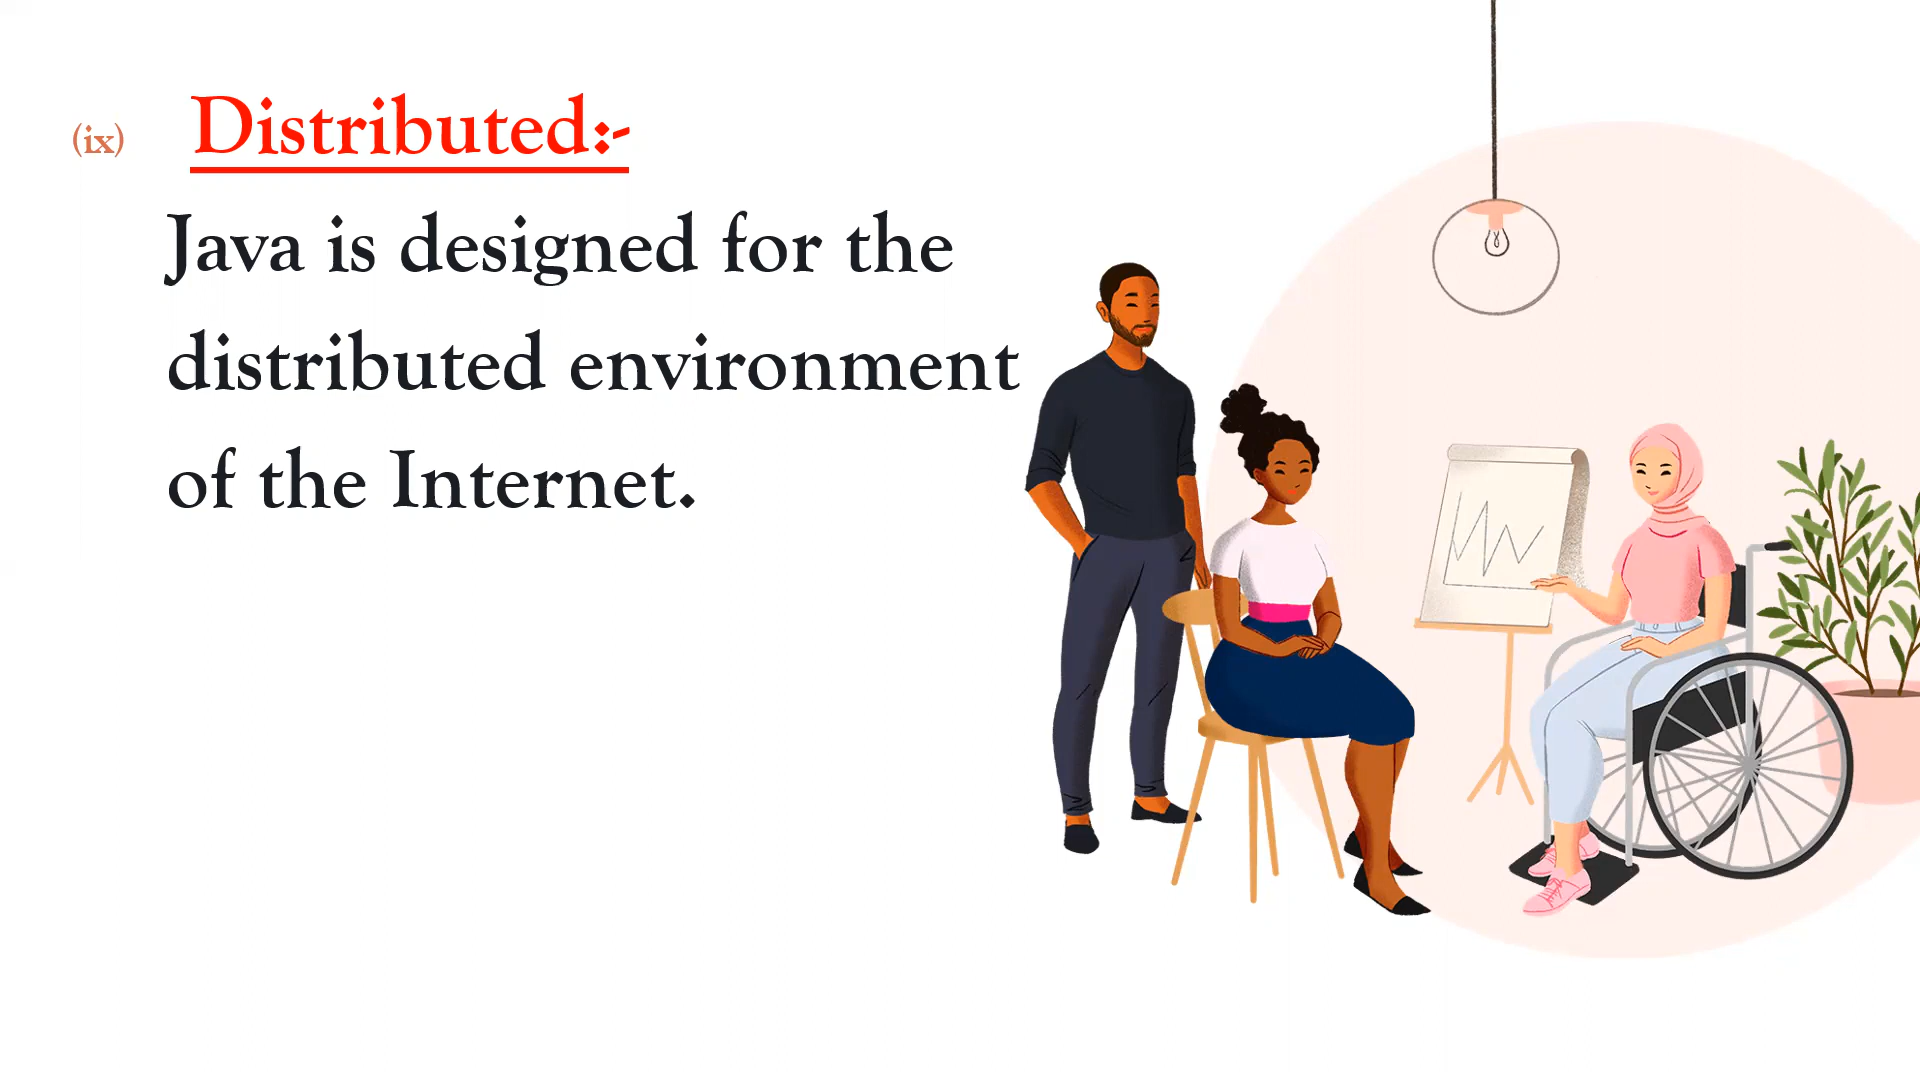 (ix) Distributed:-
Java is designed for the
distributed environment
of the Internet.